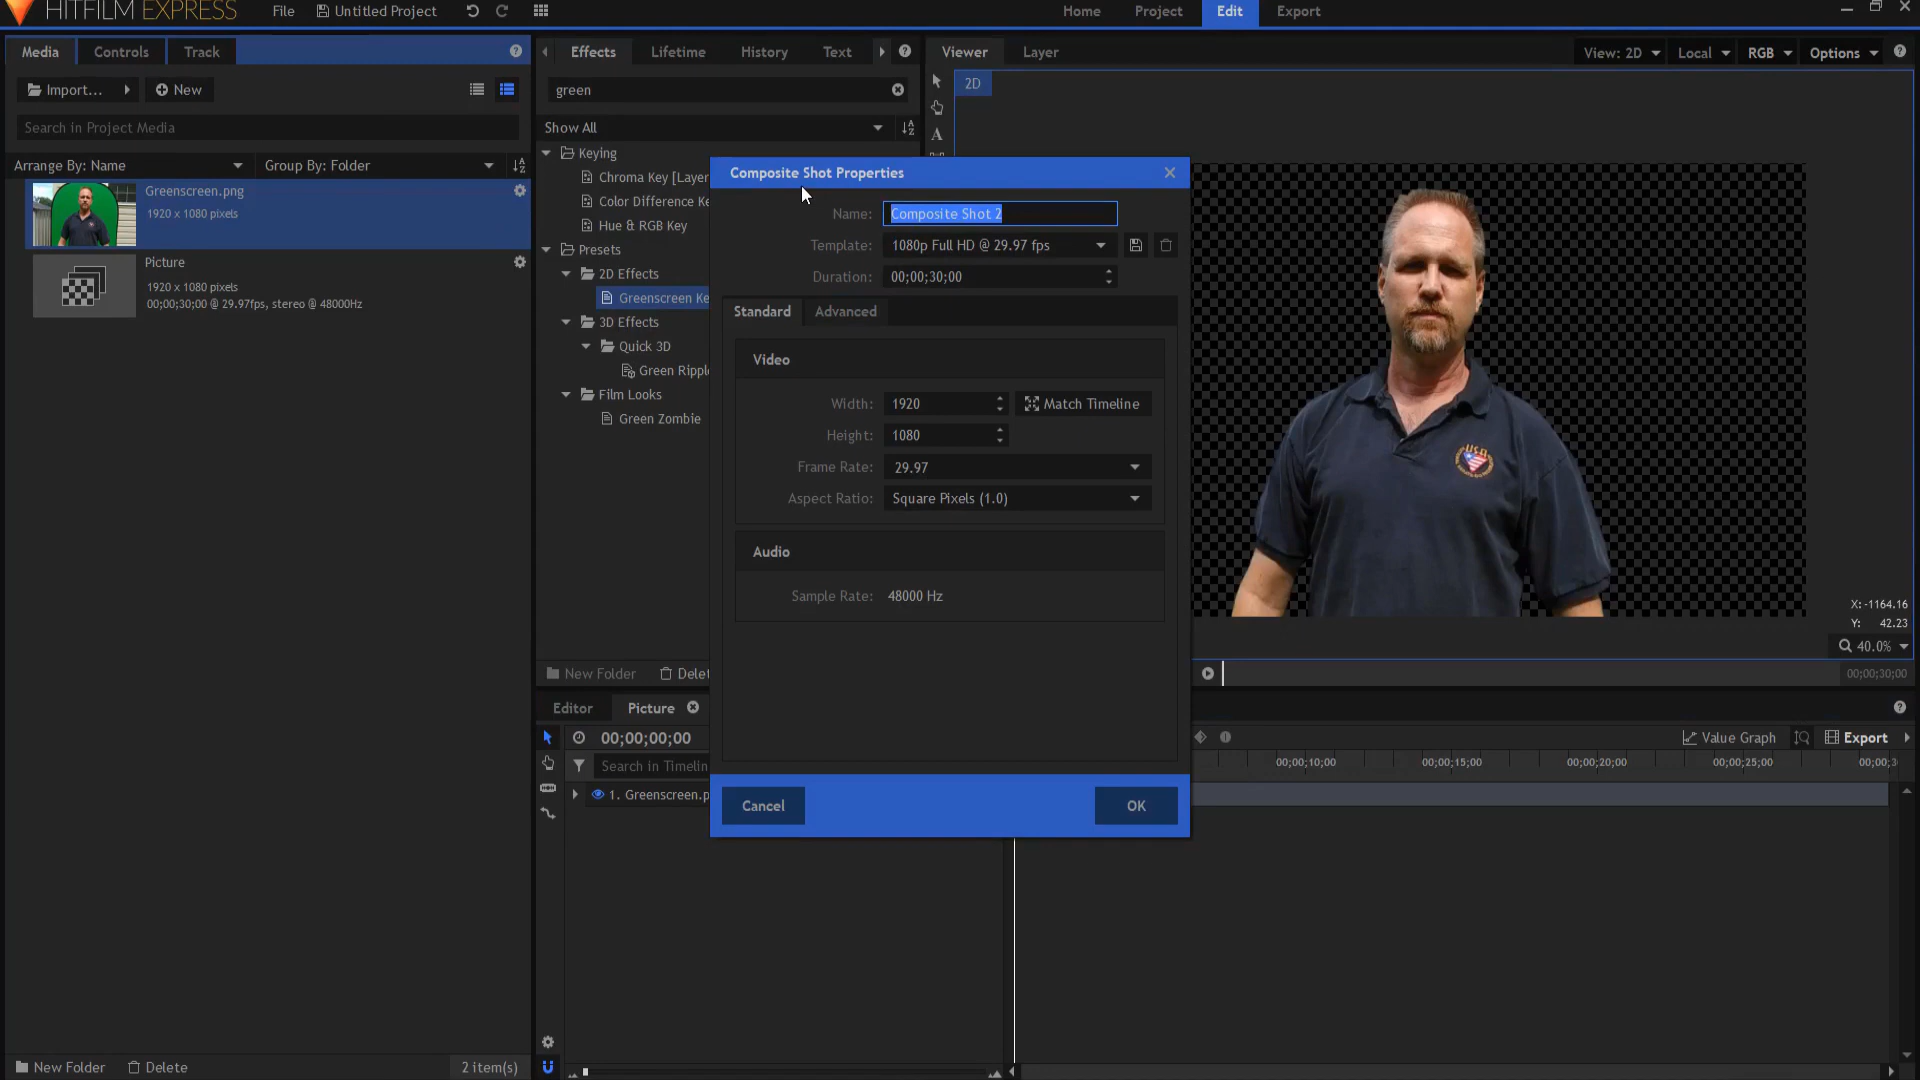 HITFILM EXPRESS
File
Untitled Project
Home
Project
Edit
Export
Media
Controls
Track
Effects
Lifetime
History
Text
Viewer
Layer
View: 2D
Local
RGB
Options
Import...
New
green
2D
Search in Project Media
Show All
Arrange By: Name
Group By: Folder
Greenscreen.png
1920 x 1080 pixels
Picture
1920 x 1080 pixels
00;00;30;00 @ 29.97fps, stereo @ 48000Hz
Keying
Chroma Key [Layer
Color Difference Ke
Hue & RGB Key
Presets
2D Effects
Greenscreen Ke
3D Effects
Quick 3D
Green Ripple
Film Looks
Green Zombie
Composite Shot Properties
Name: Composite Shot 2
Template: 1080p Full HD @ 29.97 fps
Duration: 00;00;30;00
Standard
Advanced
Video
Width: 1920
Match Timeline
Height: 1080
Frame Rate: 29.97
Aspect Ratio: Square Pixels (1.0)
Audio
Sample Rate: 48000 Hz
Cancel
OK
USA
X: -1164.16
Y: 42.23
40.0%
New Folder
Delet
00;00;30;00
Editor
Picture
00;00;00;00
Value Graph
Export
Search in Timelin
00;00;10;00
00;00;15;00
00;00;20;00
00;00;25;00
00;00;3
1. Greenscreen.p
New Folder
Delete
2 item(s)